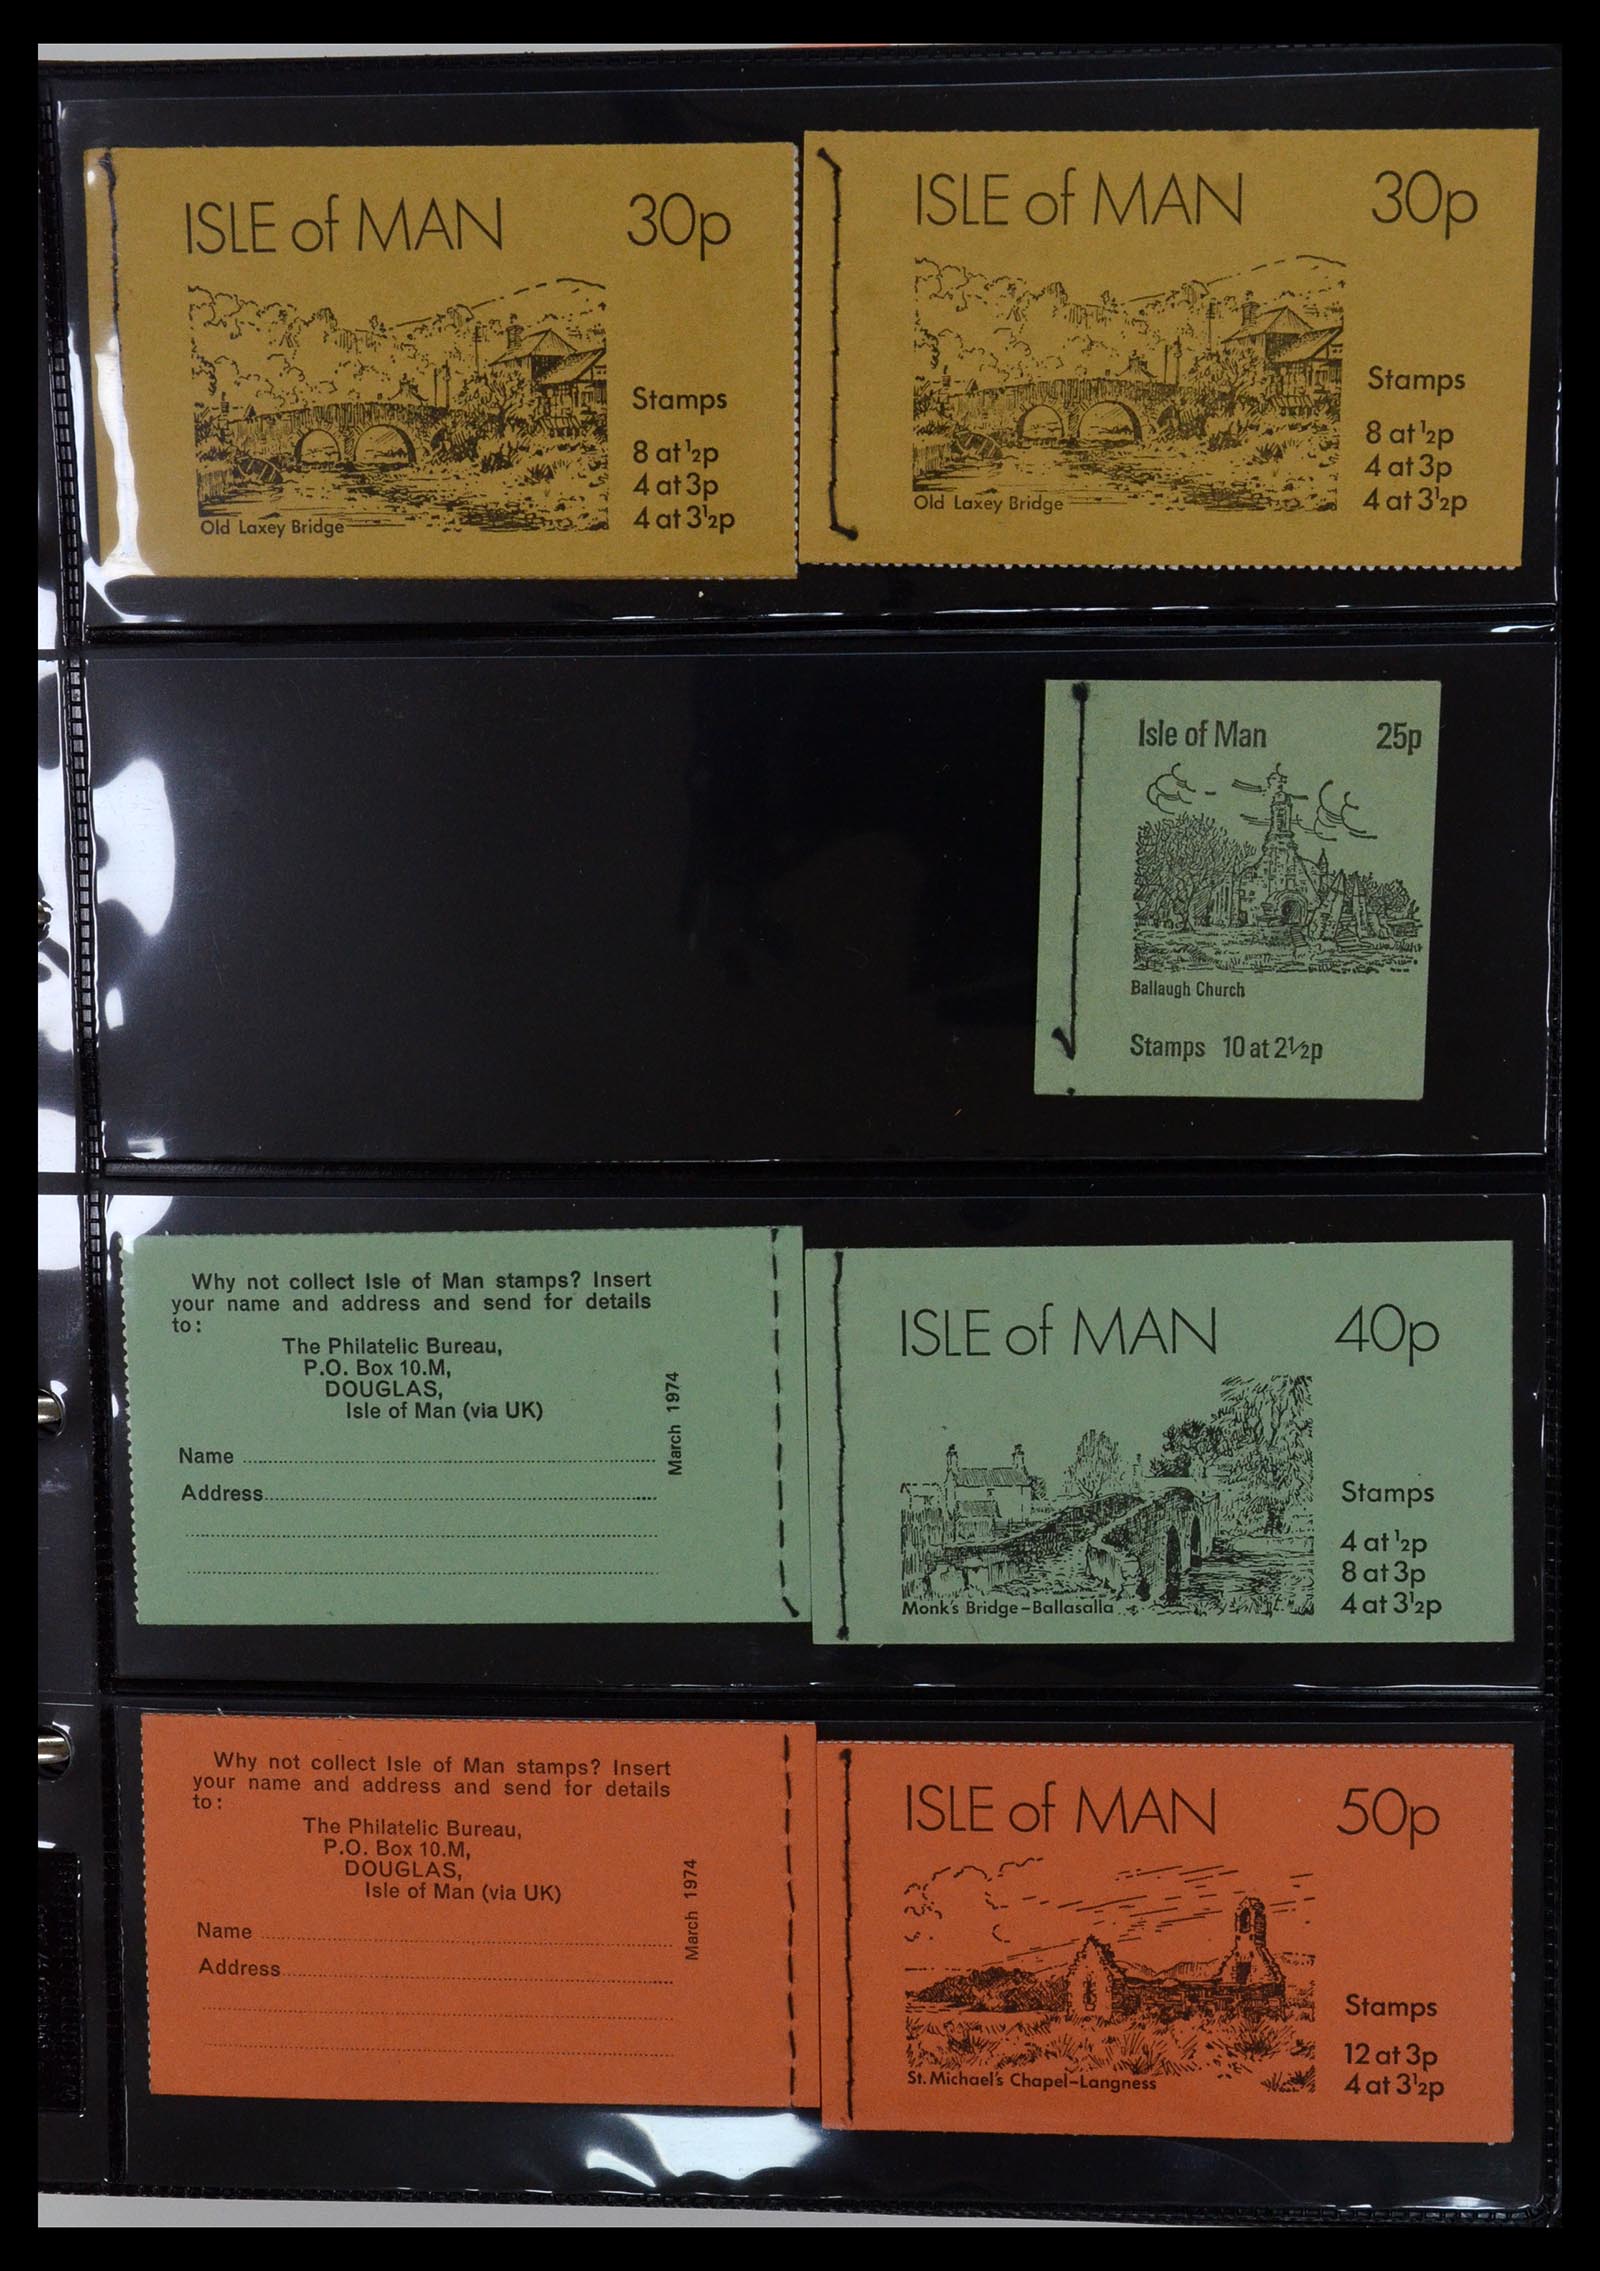 ISLE of MAN 30p
Old Laxey Bridge
Stamps
8 at ½p
4 at 3p
4 at 3½p
ISLE of MAN 30p
Old Laxey Bridge
Stamps
8 at ½p
4 at 3p
4 at 3½p
Isle of Man 25p
Ballaugh Church
Stamps 10 at 2½p
Why not collect Isle of Man stamps? Insert
your name and address and send for details
to:
The Philatelic Bureau,
P.O. Box 10.M,
DOUGLAS,
Isle of Man (via UK)
Name
Address
March 1974
ISLE of MAN 40p
Monk's Bridge–Ballasalla
Stamps
4 at ½p
8 at 3p
4 at 3½p
Why not collect Isle of Man stamps? Insert
your name and address and send for details
to:
The Philatelic Bureau,
P.O. Box 10.M,
DOUGLAS,
Isle of Man (via UK)
Name
Address
March 1974
ISLE of MAN 50p
St. Michael's Chapel–Langness
Stamps
12 at 3p
4 at 3½p